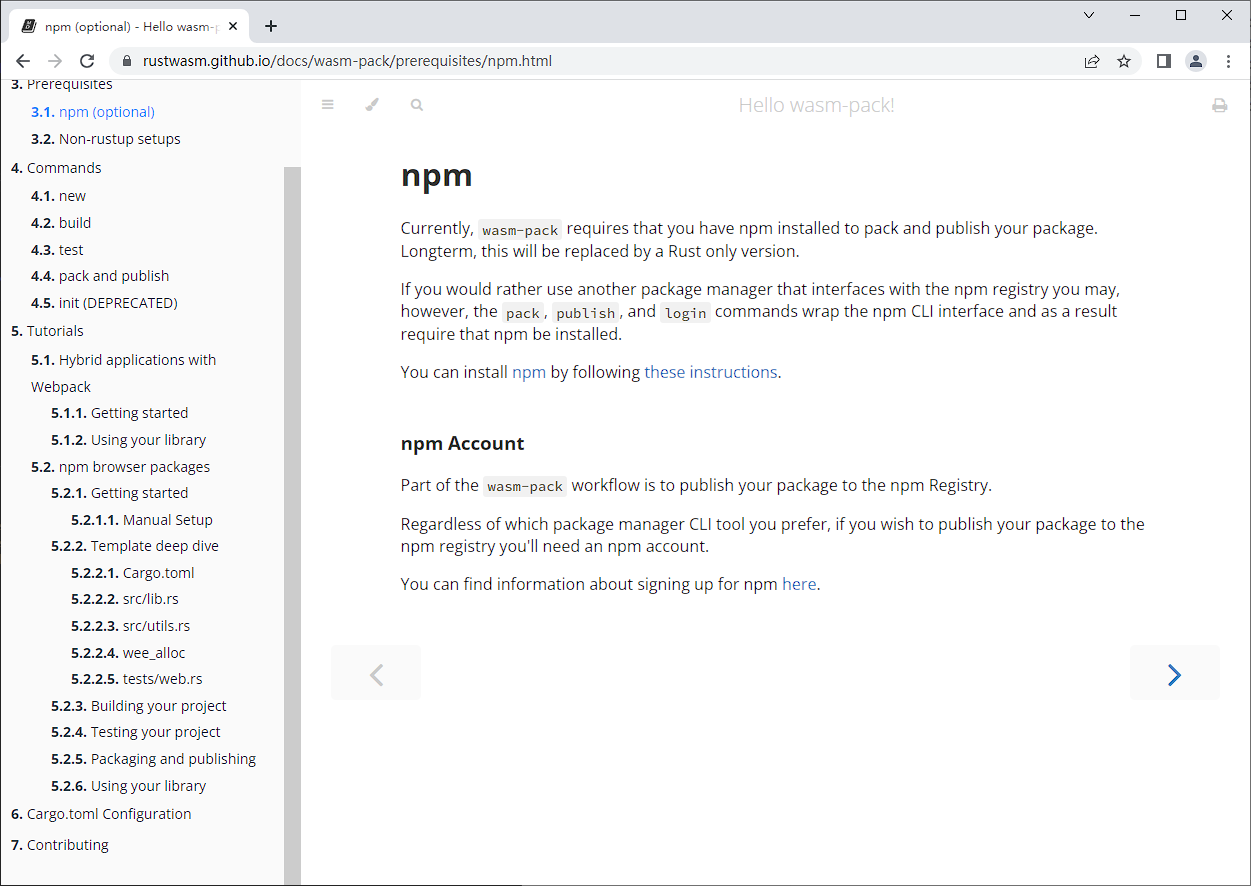 npm (optional) - Hello wasm-p
rustwasm.github.io/docs/wasm-pack/prerequisites/npm.html
3. Prerequisites
3.1. npm (optional)
3.2. Non-rustup setups
4. Commands
4.1. new
4.2. build
4.3. test
4.4. pack and publish
4.5. init (DEPRECATED)
5. Tutorials
5.1. Hybrid applications with
Webpack
5.1.1. Getting started
5.1.2. Using your library
5.2. npm browser packages
5.2.1. Getting started
5.2.1.1. Manual Setup
5.2.2. Template deep dive
5.2.2.1. Cargo.toml
5.2.2.2. src/lib.rs
5.2.2.3. src/utils.rs
5.2.2.4. wee_alloc
5.2.2.5. tests/web.rs
5.2.3. Building your project
5.2.4. Testing your project
5.2.5. Packaging and publishing
5.2.6. Using your library
6. Cargo.toml Configuration
7. Contributing
Hello wasm-pack!
npm
Currently, wasm-pack requires that you have npm installed to pack and publish your package.
Longterm, this will be replaced by a Rust only version.
If you would rather use another package manager that interfaces with the npm registry you may,
however, the pack, publish, and login commands wrap the npm CLI interface and as a result
require that npm be installed.
You can install npm by following these instructions.
npm Account
Part of the wasm-pack workflow is to publish your package to the npm Registry.
Regardless of which package manager CLI tool you prefer, if you wish to publish your package to the
npm registry you'll need an npm account.
You can find information about signing up for npm here.